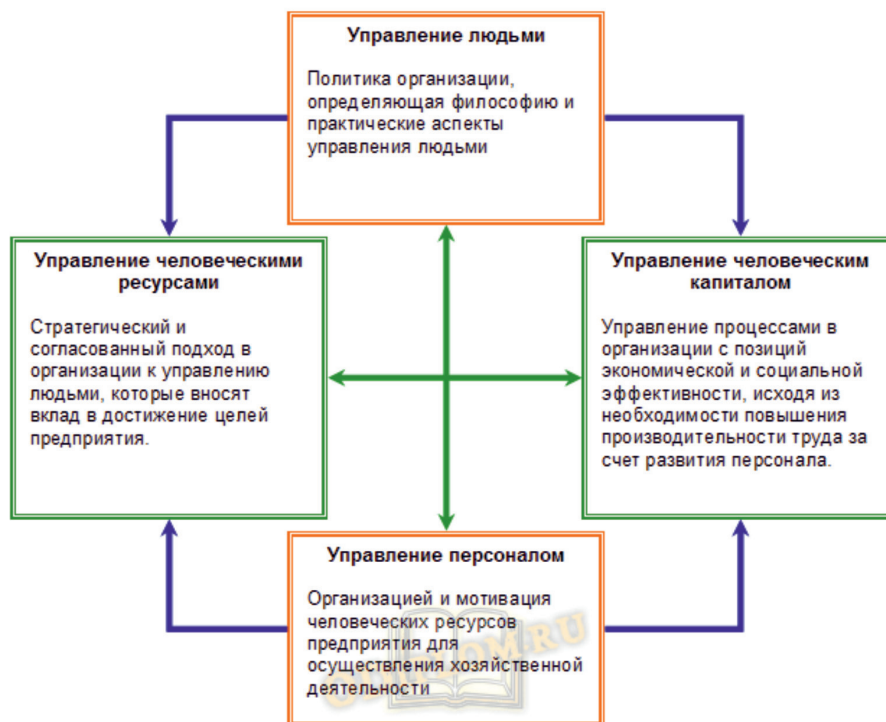 Управление людьми
Политика организации,
определяющая философию и
практические аспекты
управления людьми
Управление человеческими
ресурсами
Стратегический и
согласованный подход в
организации к управлению
людьми, которые вносят
вклад в достижение целей
предприятия.
Управление человеческим
капиталом
Управление процессами в
организации с позиций
экономической и социальной
эффективности, исходя из
необходимости повышения
производительности труда за
счет развития персонала.
Управление персоналом
Организацией и мотивация
человеческих ресурсов
предприятия для
осуществления хозяйственной
деятельности